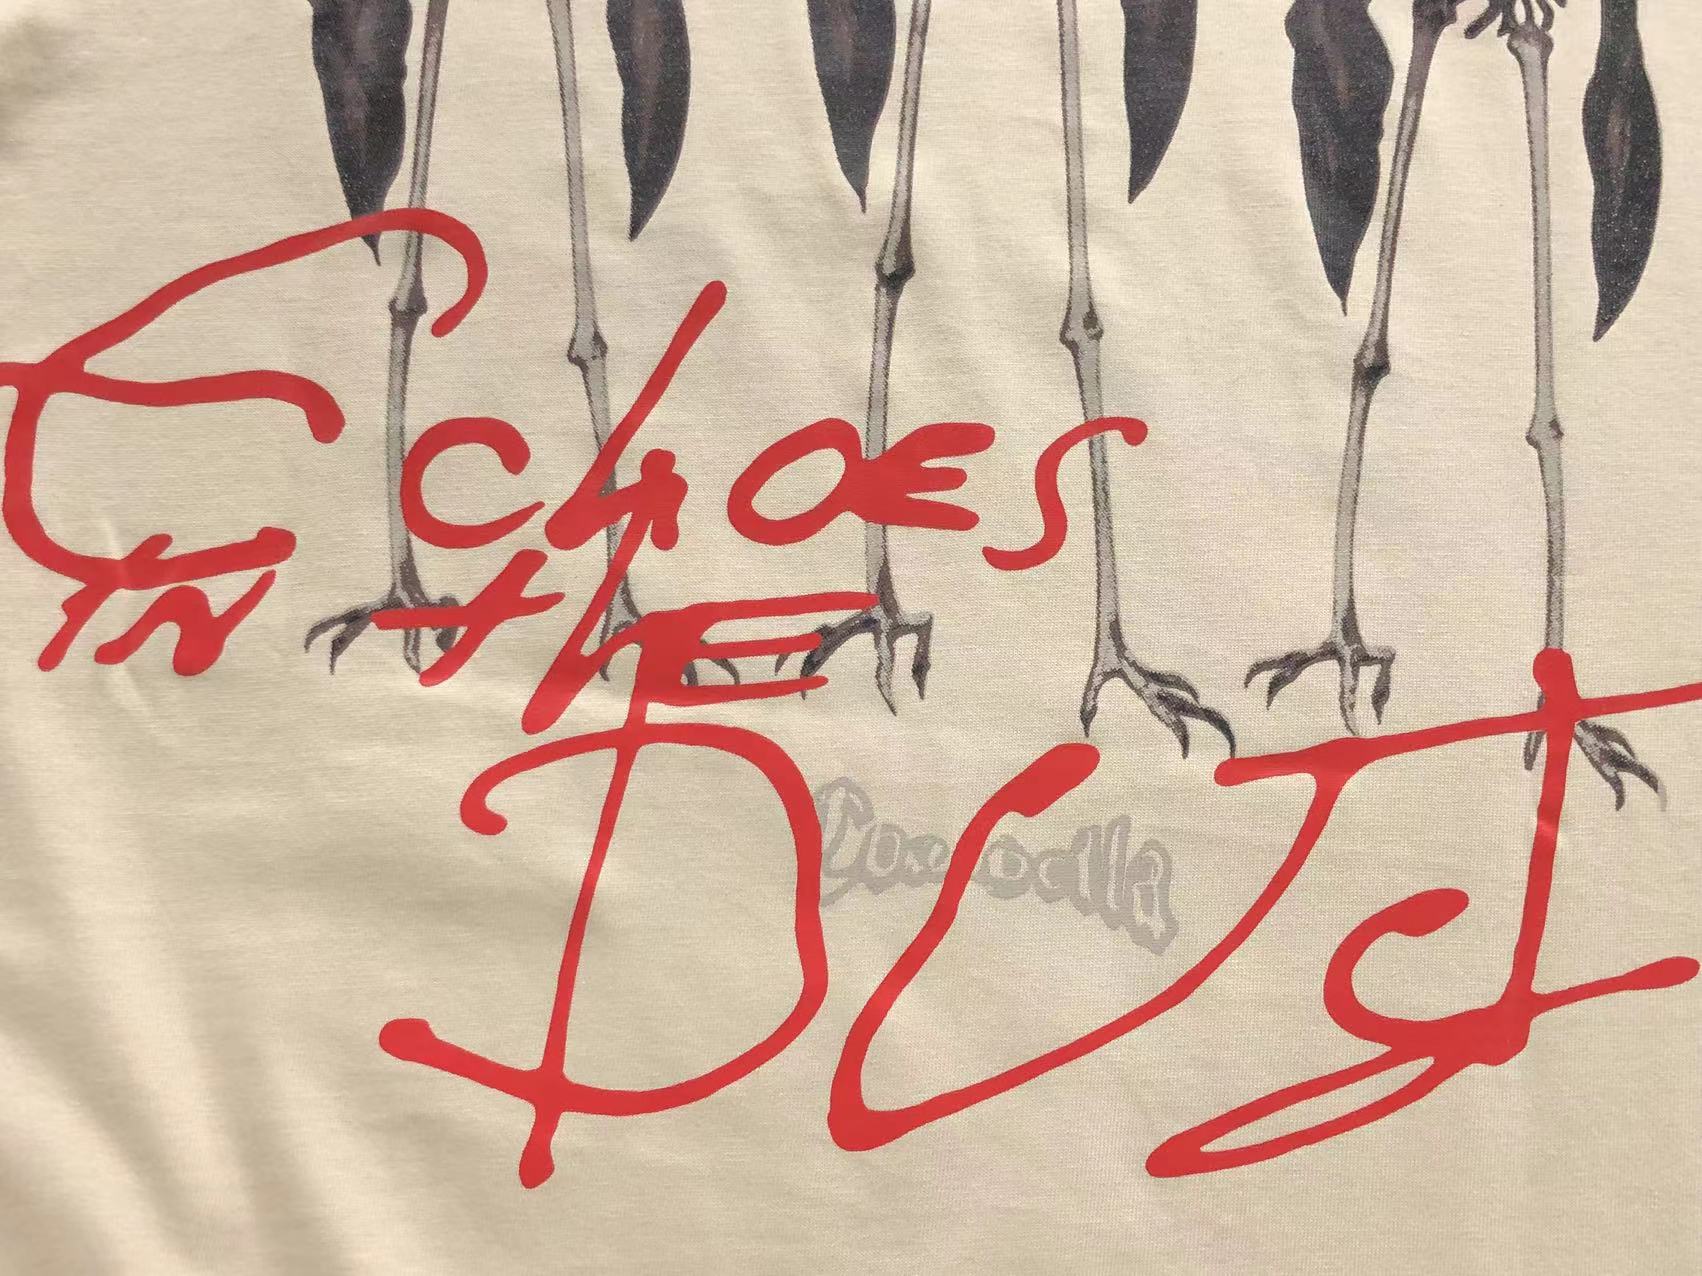 Echoes
IN the
DUst